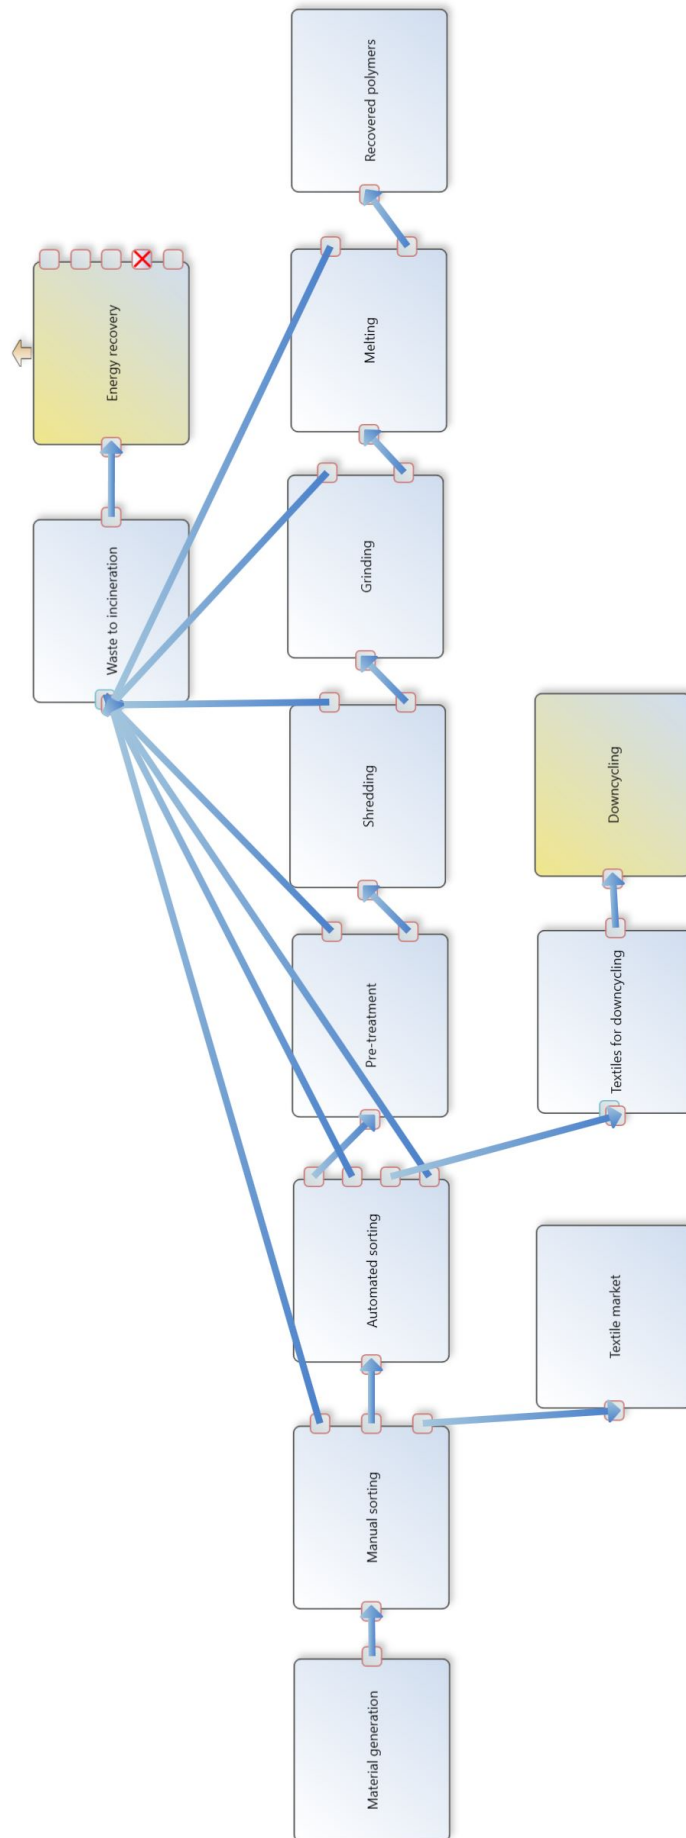 Energy recovery
Waste to incineration
Material generation
Manual sorting
Automated sorting
Pre-treatment
Shredding
Grinding
Melting
Recovered polymers
Textile market
Textiles for downcycling
Downcycling